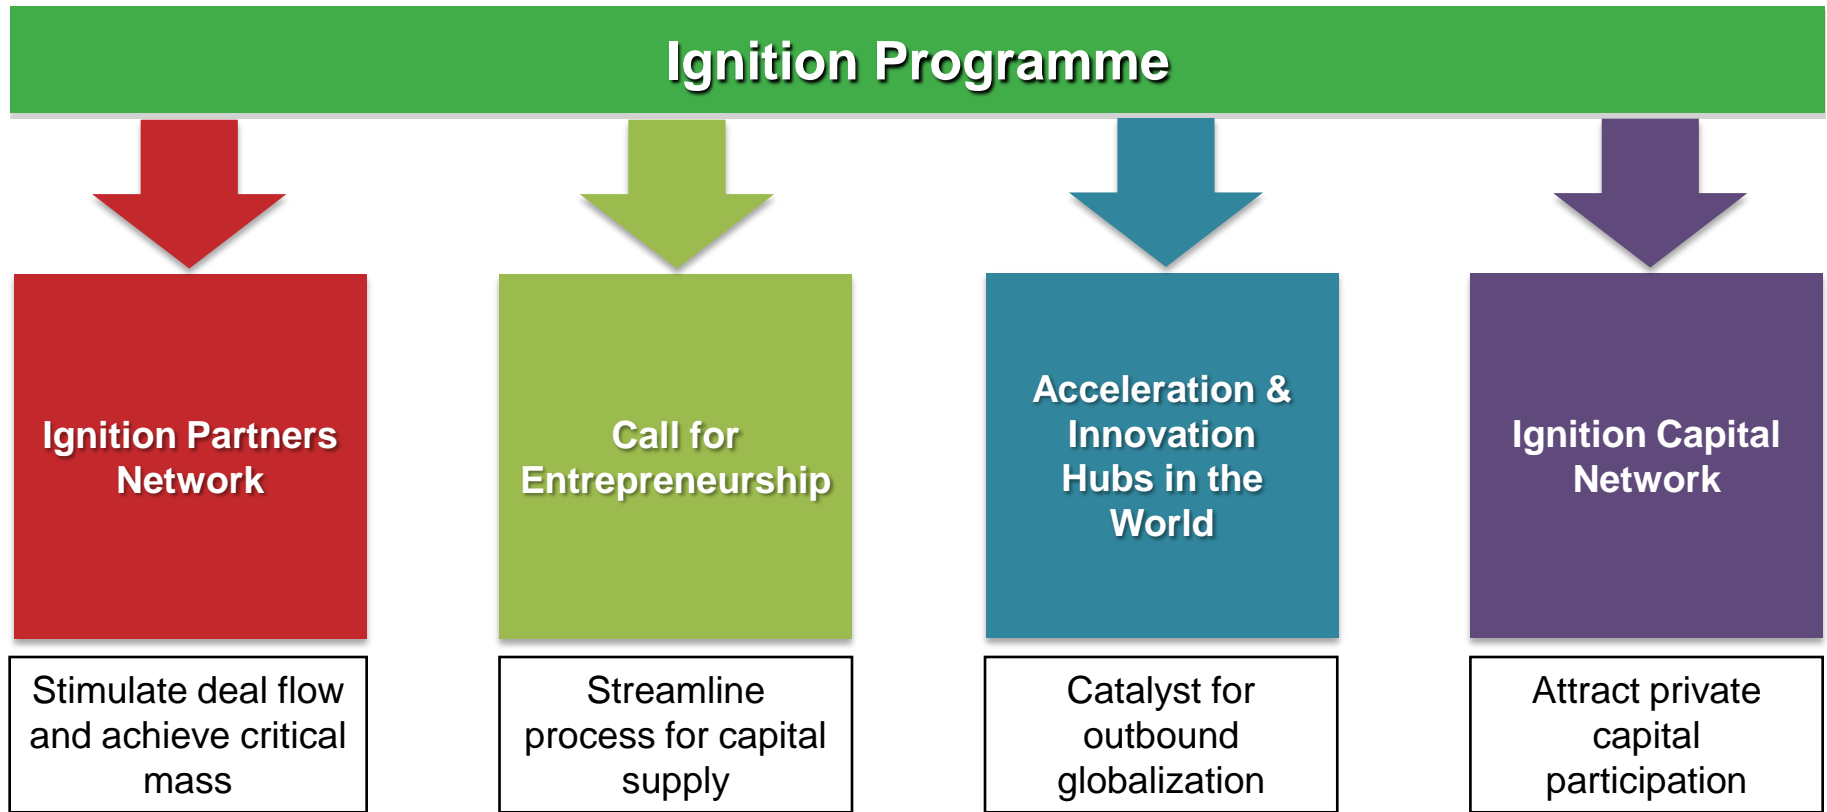 Ignition Programme
Ignition Partners
Network
Call for
Entrepreneurship
Acceleration &
Innovation
Hubs in the
World
Ignition Capital
Network
Stimulate deal flow
and achieve critical
mass
Streamline
process for capital
supply
Catalyst for
outbound
globalization
Attract private
capital
participation